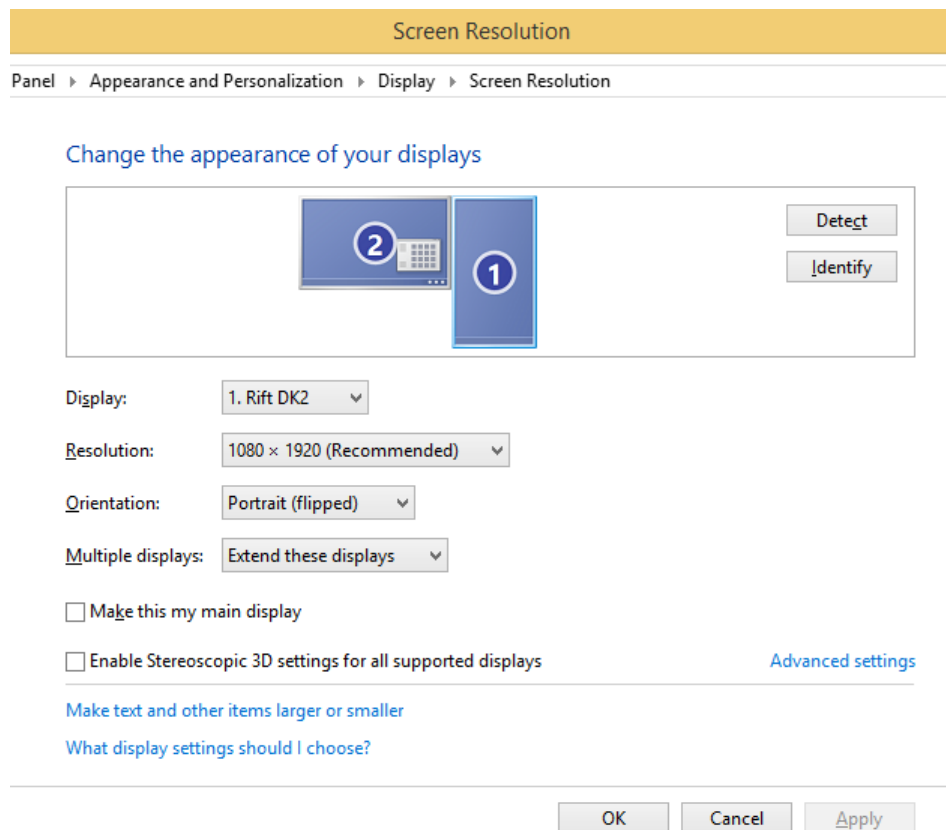 Screen Resolution
Panel ▸ Appearance and Personalization ▸ Display ▸ Screen Resolution
Change the appearance of your displays
2
1
Detect
Identify
Display: 1. Rift DK2
Resolution: 1080 × 1920 (Recommended)
Orientation: Portrait (flipped)
Multiple displays: Extend these displays
Make this my main display
Enable Stereoscopic 3D settings for all supported displays Advanced settings
Make text and other items larger or smaller
What display settings should I choose?
OK Cancel Apply